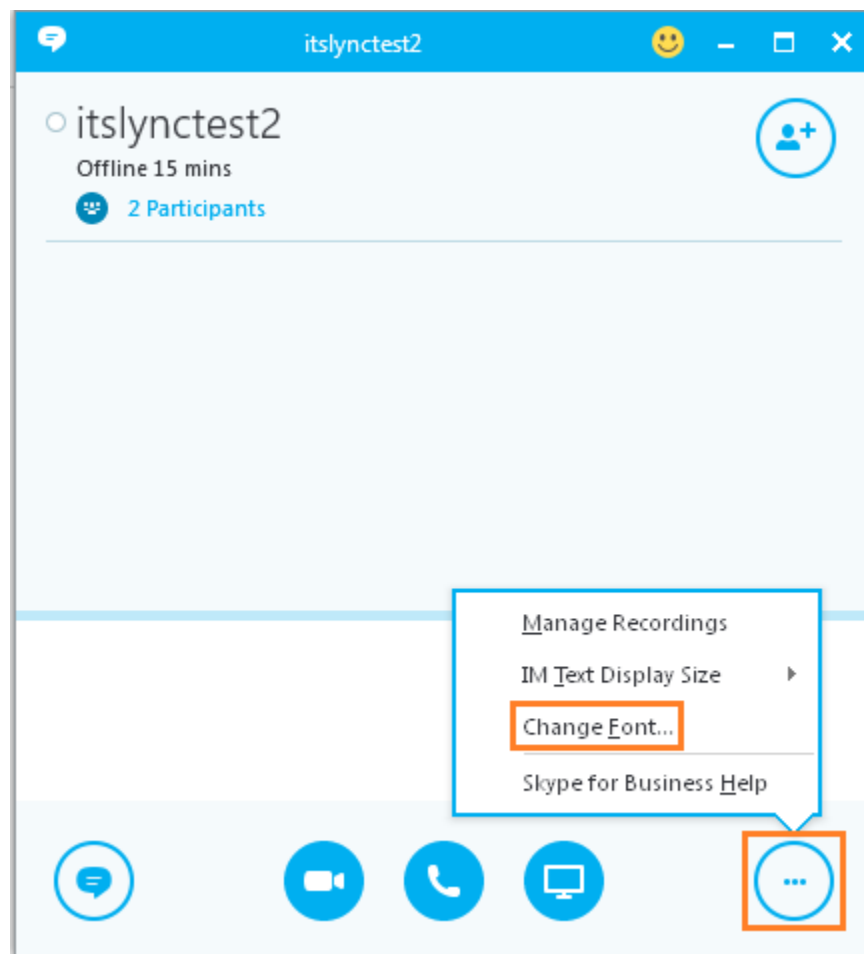 itslynctest2
itslynctest2
Offline 15 mins
2 Participants
Manage Recordings
IM Text Display Size
Change Font...
Skype for Business Help